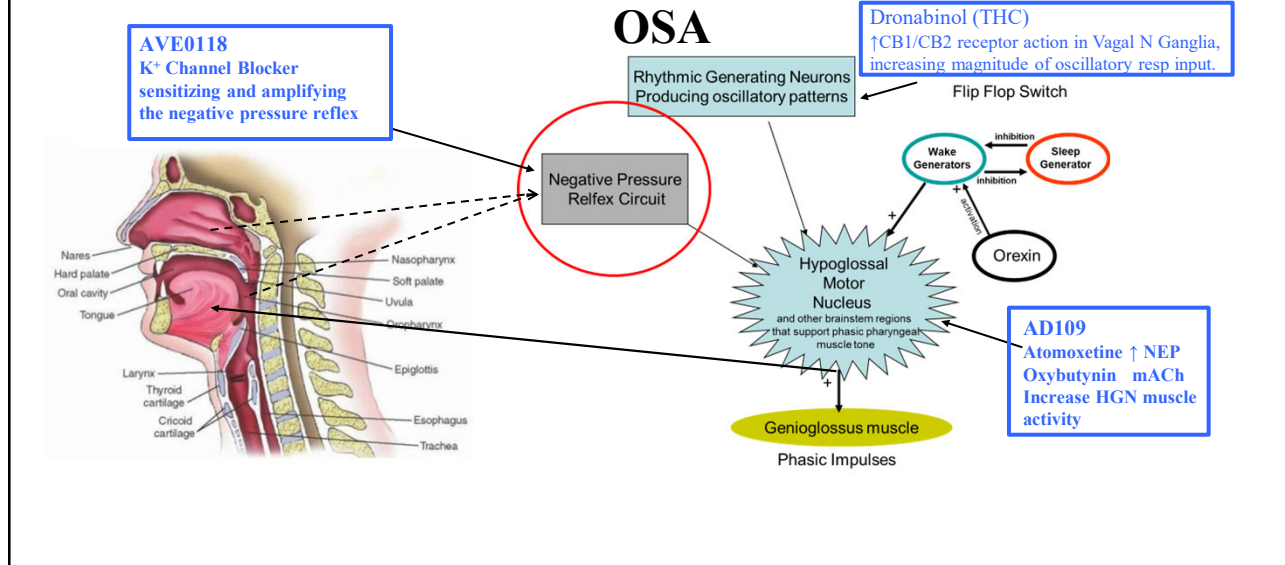 OSA
AVE0118
K+ Channel Blocker
sensitizing and amplifying
the negative pressure reflex
Dronabinol (THC)
↑CB1/CB2 receptor action in Vagal N Ganglia,
increasing magnitude of oscillatory resp input.
Rhythmic Generating Neurons
Producing oscillatory patterns
Flip Flop Switch
Negative Pressure
Relfex Circuit
Wake
Generators
inhibition
inhibition
Sleep
Generator
+
activation
+
Orexin
Hypoglossal
Motor
Nucleus
and other brainstem regions
that support phasic pharyngeal
muscle tone
AD109
Atomoxetine ↑ NEP
Oxybutynin mACh
Increase HGN muscle
activity
+
Genioglossus muscle
Phasic Impulses
Nares
Hard palate
Oral cavity
Tongue
Larynx
Thyroid
cartilage
Cricoid
cartilage
Nasopharynx
Soft palate
Uvula
Oropharynx
Epiglottis
Esophagus
Trachea